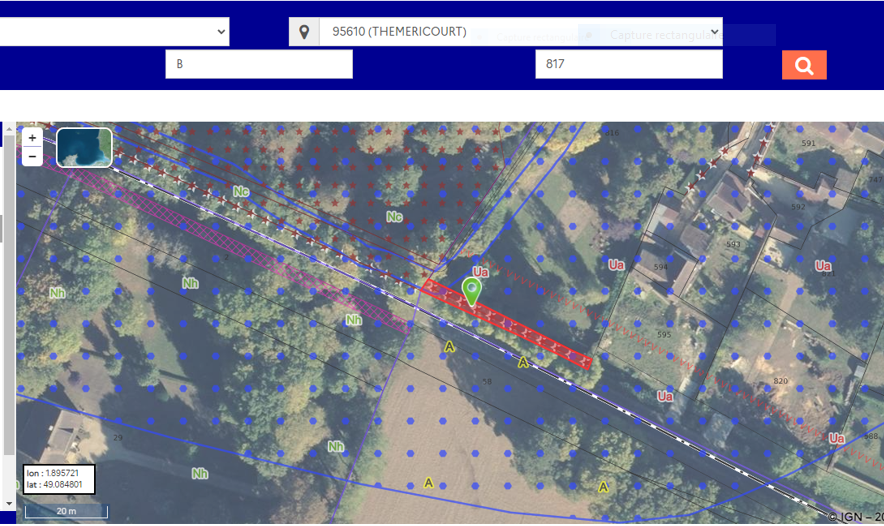 95610 (THEMERICOURT)
Capture rectangulaire
B
817
+
−
816
591
Nc
592
Nc
593
Ua
Ua
594
Ua
Nh
Nh
Nh
595
A
A
58
820
Ua
29
Nh
Ua
588
lon : 1.895721
lat : 49.084801
Nh
A
A
20 m
© IGN – 20